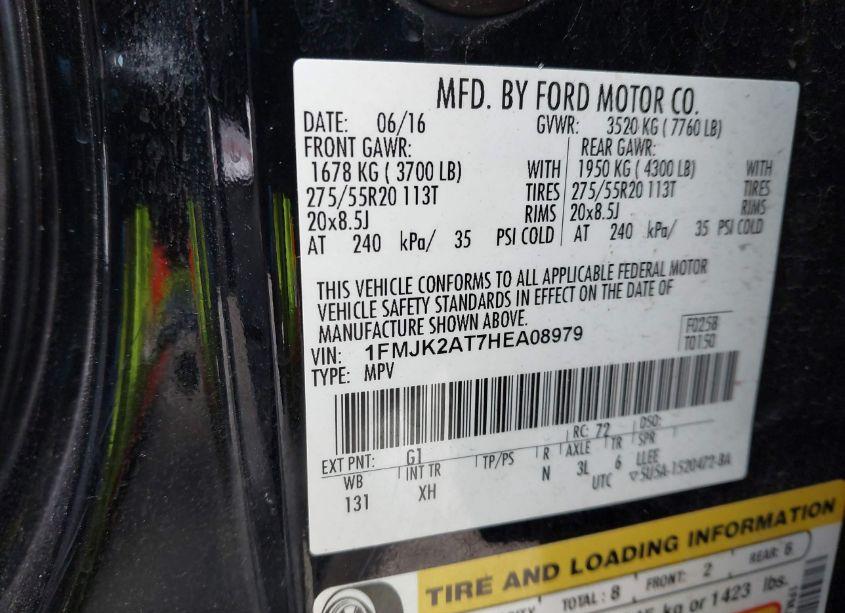 MFD. BY FORD MOTOR CO.
DATE: 06/16 GVWR: 3520 KG ( 7760 LB)
FRONT GAWR: REAR GAWR:
1678 KG ( 3700 LB) WITH 1950 KG ( 4300 LB) WITH
275/55R20 113T TIRES 275/55R20 113T TIRES
20x8.5J RIMS 20x8.5J RIMS
AT 240 kPa/ 35 PSI COLD AT 240 kPa/ 35 PSI COLD
THIS VEHICLE CONFORMS TO ALL APPLICABLE FEDERAL MOTOR
VEHICLE SAFETY STANDARDS IN EFFECT ON THE DATE OF
MANUFACTURE SHOWN ABOVE.
VIN: 1FMJK2AT7HEA08979 F0258
TYPE: MPV T0150
EXT PNT: G1 RC: 72 DSO:
WB INT TR TP/PS R AXLE TR SPR
131 XH N 3L 6 LLEE
UTC ▽5U5A-1520472-BA
TIRE AND LOADING INFORMATION
TOTAL: 8 FRONT: 2 REAR: 6
kg or 1423 lbs.